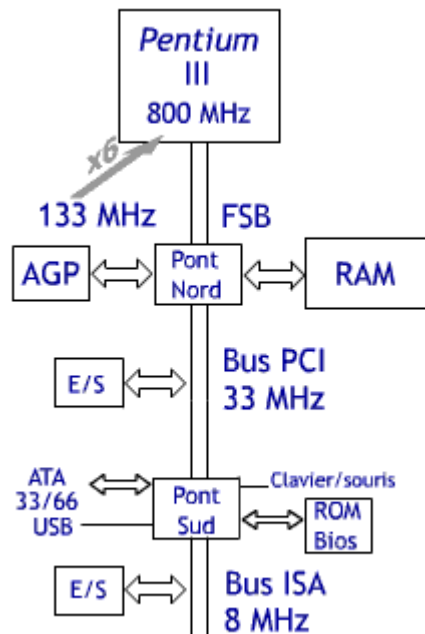 Pentium
III
800 MHz
x6
133 MHz
FSB
AGP
Pont
Nord
RAM
E/S
Bus PCI
33 MHz
ATA
33/66
USB
Pont
Sud
Clavier/souris
ROM
Bios
E/S
Bus ISA
8 MHz